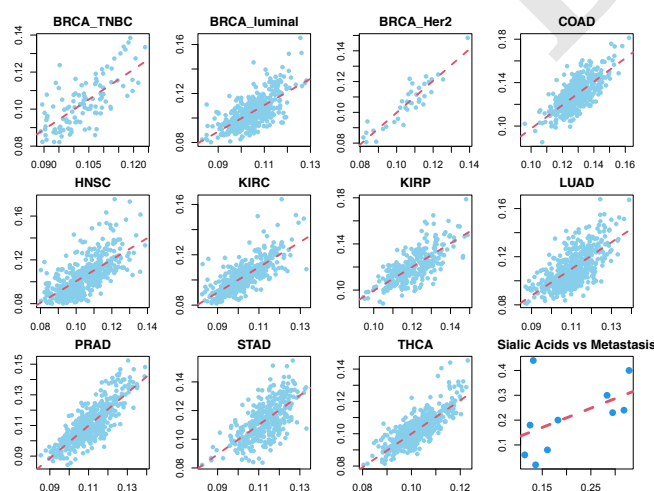 BRCA_TNBC BRCA_luminal BRCA_Her2 COAD
0.08 0.10 0.12 0.14 0.08 0.12 0.16 0.08 0.10 0.12 0.14 0.10 0.14 0.18
0.090 0.105 0.120 0.09 0.11 0.13 0.08 0.10 0.12 0.14 0.10 0.12 0.14 0.16
HNSC KIRC KIRP LUAD
0.08 0.12 0.16 0.08 0.12 0.16 0.10 0.14 0.18 0.08 0.12 0.16
0.08 0.10 0.12 0.14 0.09 0.11 0.13 0.10 0.12 0.14 0.09 0.11 0.13
PRAD STAD THCA Sialic Acids vs Metastasis
0.09 0.11 0.13 0.15 0.08 0.10 0.12 0.14 0.08 0.10 0.12 0.14 0.1 0.2 0.3 0.4
0.09 0.11 0.13 0.09 0.11 0.13 0.08 0.10 0.12 0.15 0.25